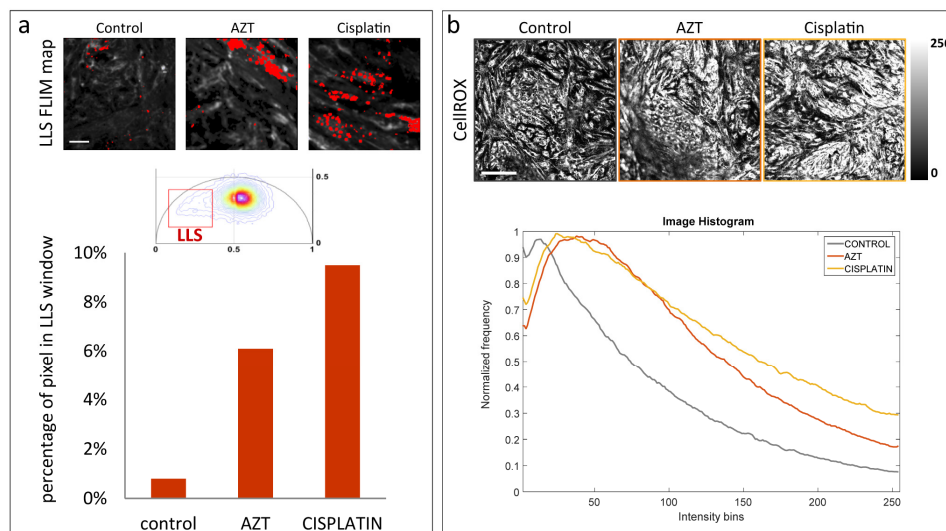 a
Control
AZT
Cisplatin
LLS FLIM map
0.5
LLS
0
0
0.5
1
percentage of pixel in LLS window
10%
8%
6%
4%
2%
0%
control
AZT
CISPLATIN
b
Control
AZT
Cisplatin
CellROX
250
0
Image Histogram
Normalized frequency
1
0.9
0.8
0.7
0.6
0.5
0.4
0.3
0.2
0.1
0
CONTROL
AZT
CISPLATIN
50
100
150
200
250
Intensity bins